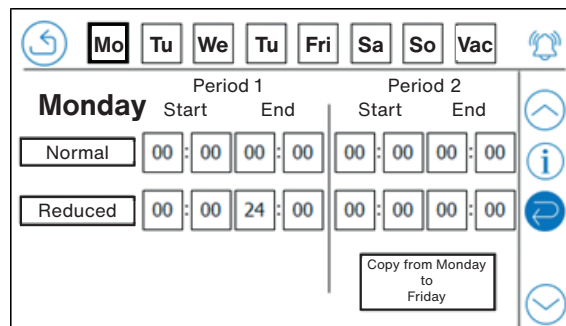 Mo Tu We Tu Fri Sa So Vac
Period 1 Period 2
Monday Start End Start End
Normal 00 : 00 00 : 00 00 : 00 00 : 00
Reduced 00 : 00 24 : 00 00 : 00 00 : 00
Copy from Monday
to
Friday
i